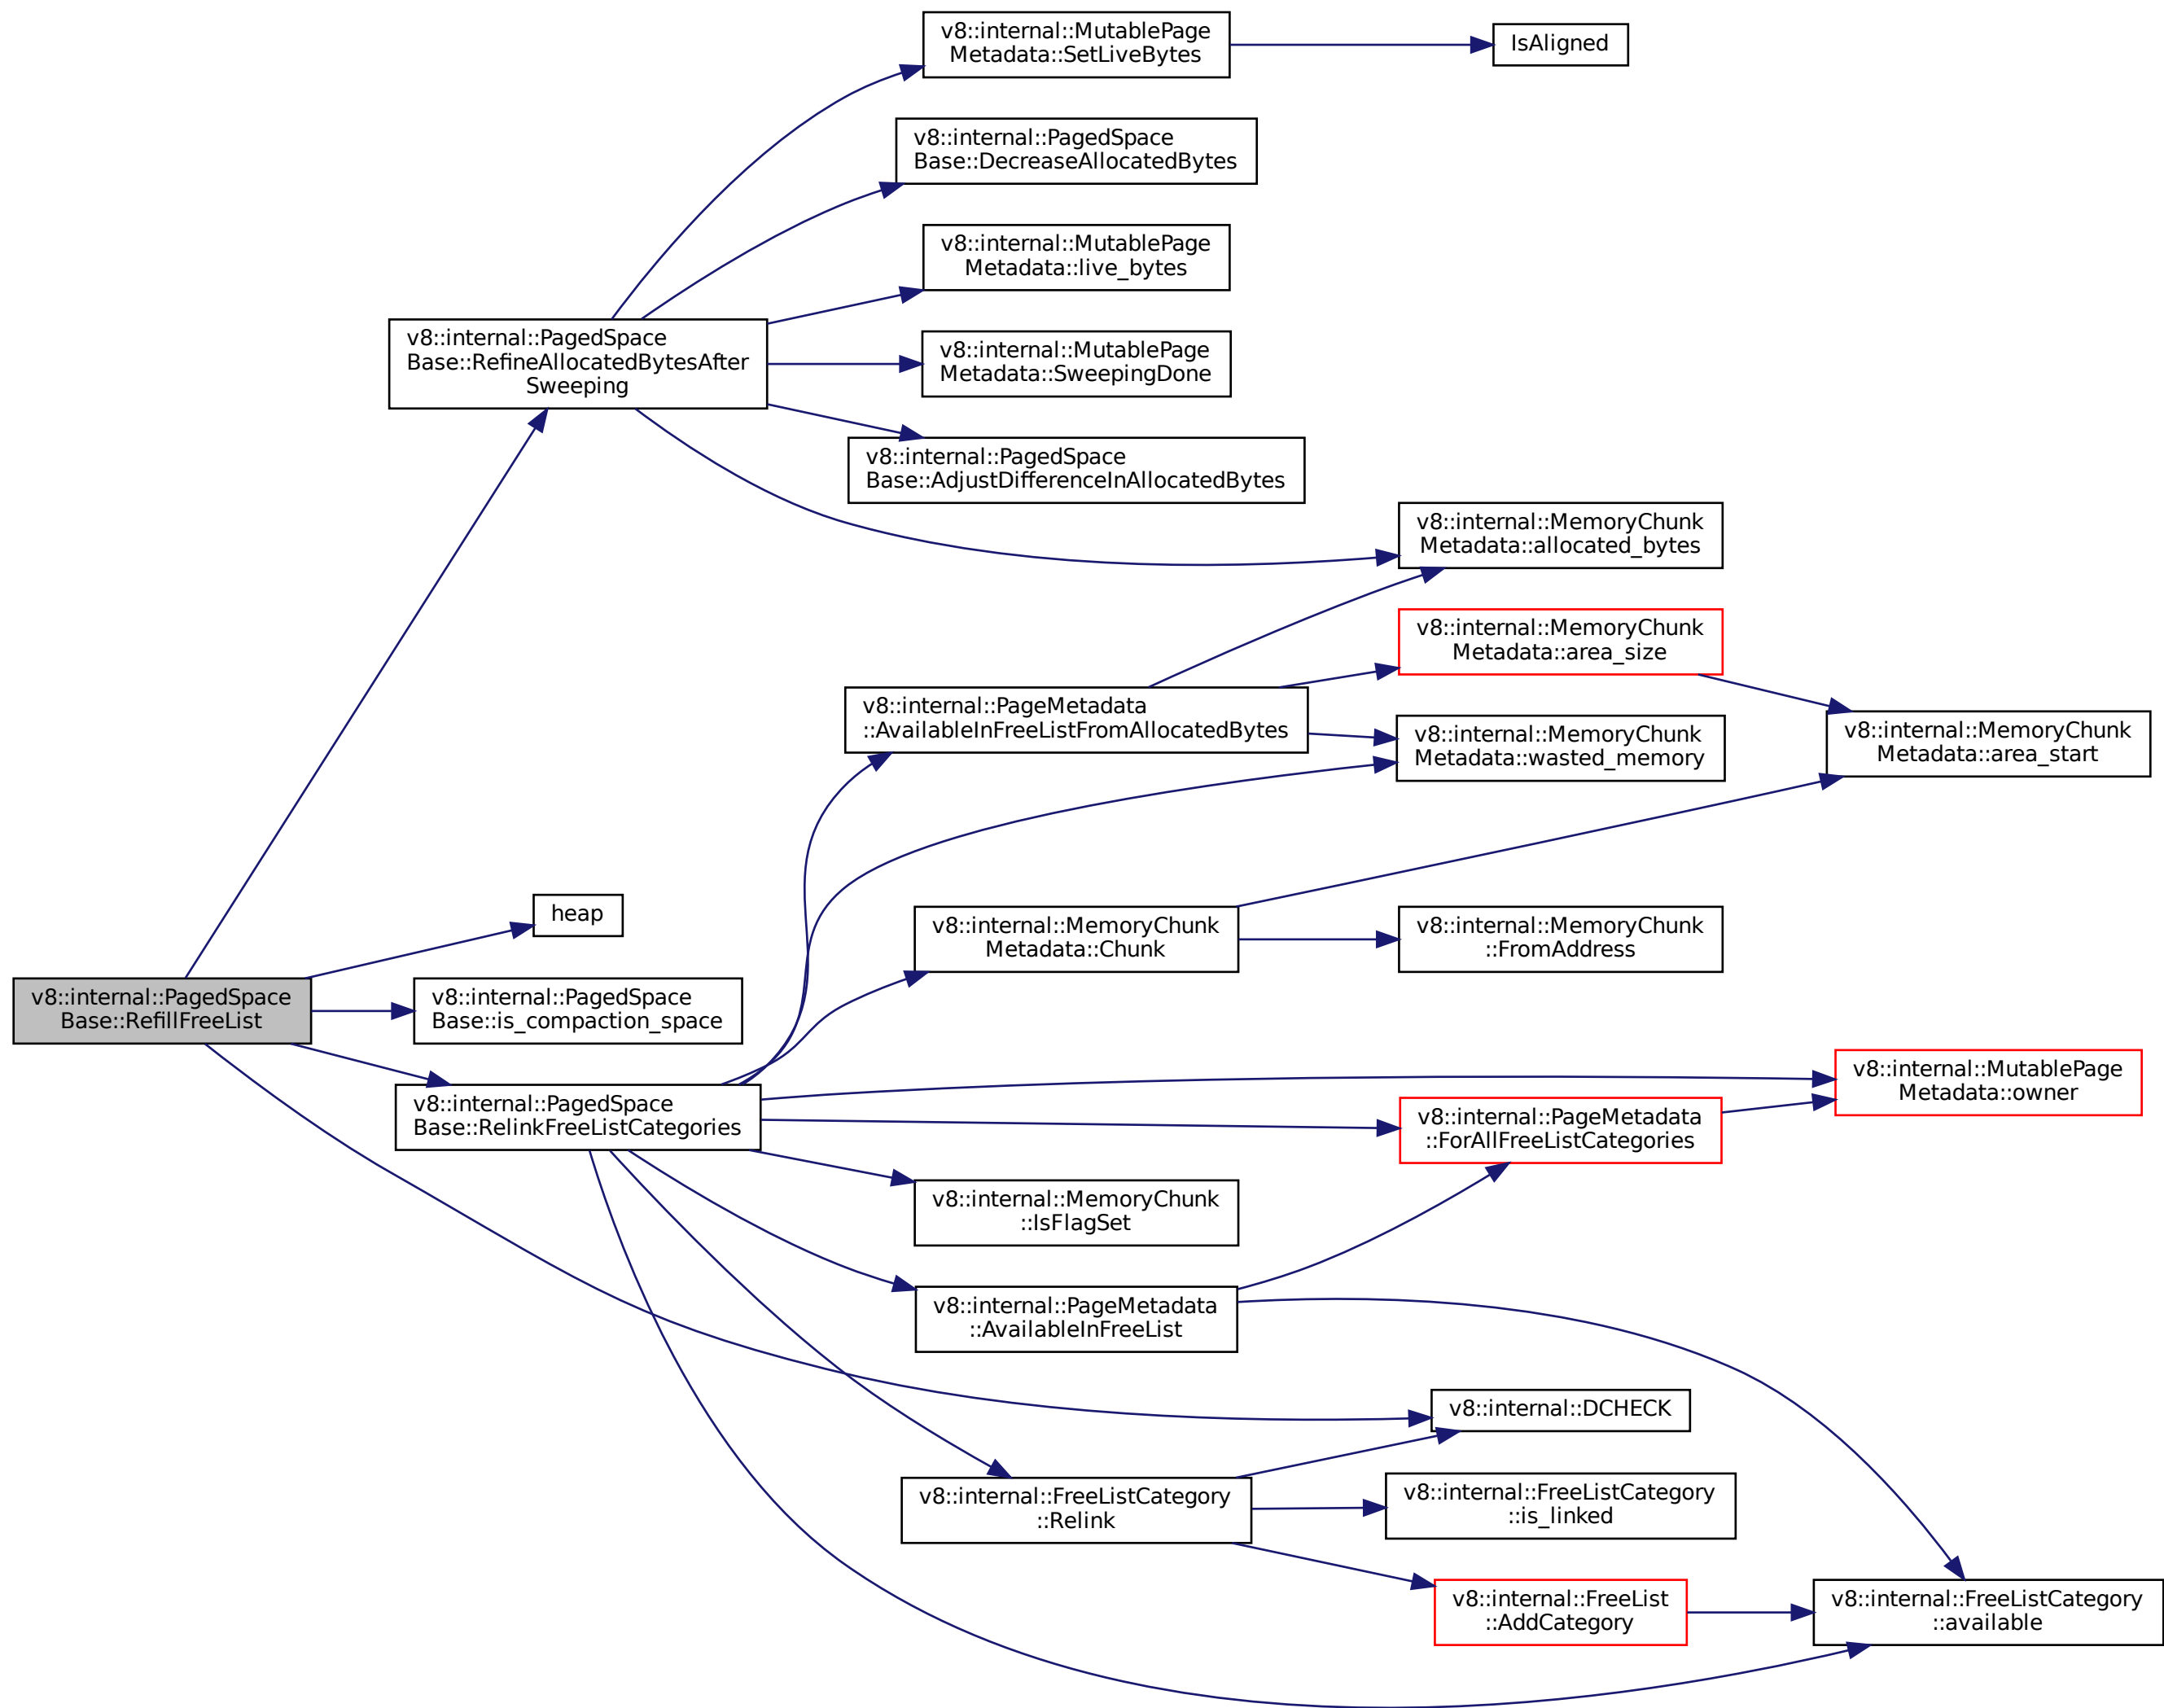 v8::internal::MutablePage
Metadata::SetLiveBytes
IsAligned
v8::internal::PagedSpace
Base::DecreaseAllocatedBytes
v8::internal::MutablePage
Metadata::live_bytes
v8::internal::PagedSpace
Base::RefineAllocatedBytesAfter
Sweeping
v8::internal::MutablePage
Metadata::SweepingDone
v8::internal::PagedSpace
Base::AdjustDifferenceInAllocatedBytes
v8::internal::MemoryChunk
Metadata::allocated_bytes
v8::internal::MemoryChunk
Metadata::area_size
v8::internal::PageMetadata
::AvailableInFreeListFromAllocatedBytes
v8::internal::MemoryChunk
Metadata::wasted_memory
v8::internal::MemoryChunk
Metadata::area_start
heap
v8::internal::MemoryChunk
Metadata::Chunk
v8::internal::MemoryChunk
::FromAddress
v8::internal::PagedSpace
Base::RefillFreeList
v8::internal::PagedSpace
Base::is_compaction_space
v8::internal::MutablePage
Metadata::owner
v8::internal::PagedSpace
Base::RelinkFreeListCategories
v8::internal::PageMetadata
::ForAllFreeListCategories
v8::internal::MemoryChunk
::IsFlagSet
v8::internal::PageMetadata
::AvailableInFreeList
v8::internal::DCHECK
v8::internal::FreeListCategory
::Relink
v8::internal::FreeListCategory
::is_linked
v8::internal::FreeList
::AddCategory
v8::internal::FreeListCategory
::available